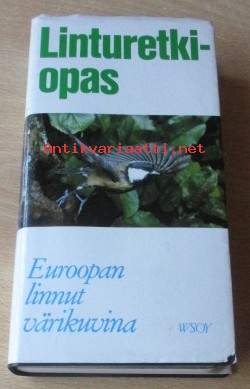 Linturetki-
opas
antikvariaatti.net
Euroopan
linnut
värikuvina
WSOY